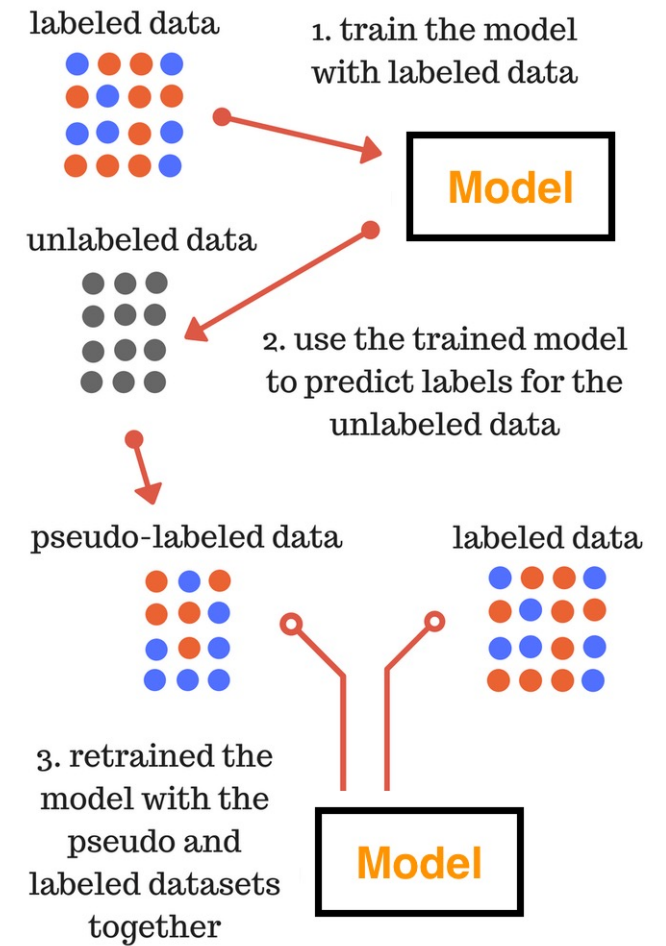 labeled data
1. train the model
with labeled data
Model
unlabeled data
2. use the trained model
to predict labels for the
unlabeled data
pseudo-labeled data
labeled data
3. retrained the
model with the
pseudo and
labeled datasets
together
Model